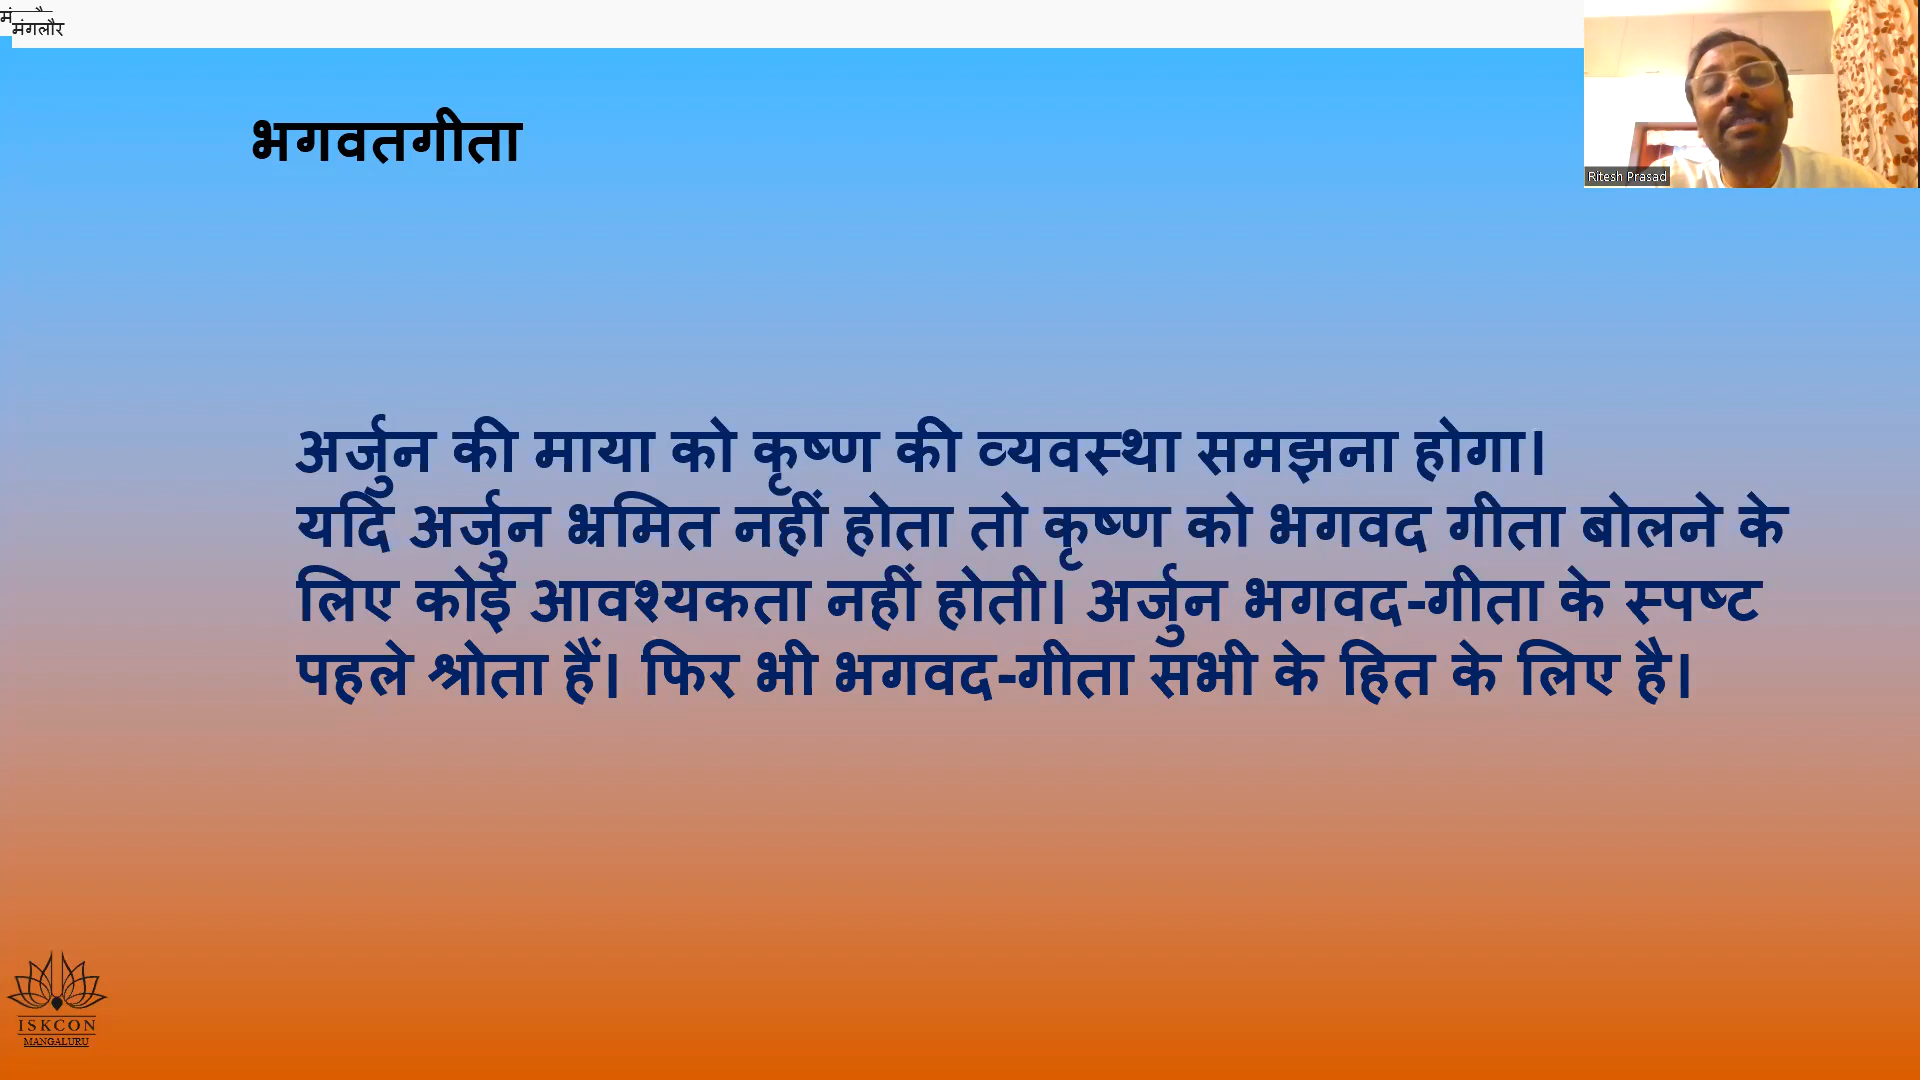 मंगलौर
Ritesh Prasad
भगवतगीता
अर्जुन की माया को कृष्ण की व्यवस्था समझना होगा।
यदि अर्जुन भ्रमित नहीं होता तो कृष्ण को भगवद गीता बोलने के
लिए कोई आवश्यकता नहीं होती। अर्जुन भगवद-गीता के स्पष्ट
पहले श्रोता हैं। फिर भी भगवद-गीता सभी के हित के लिए है।
ISKCON
MANGALURU